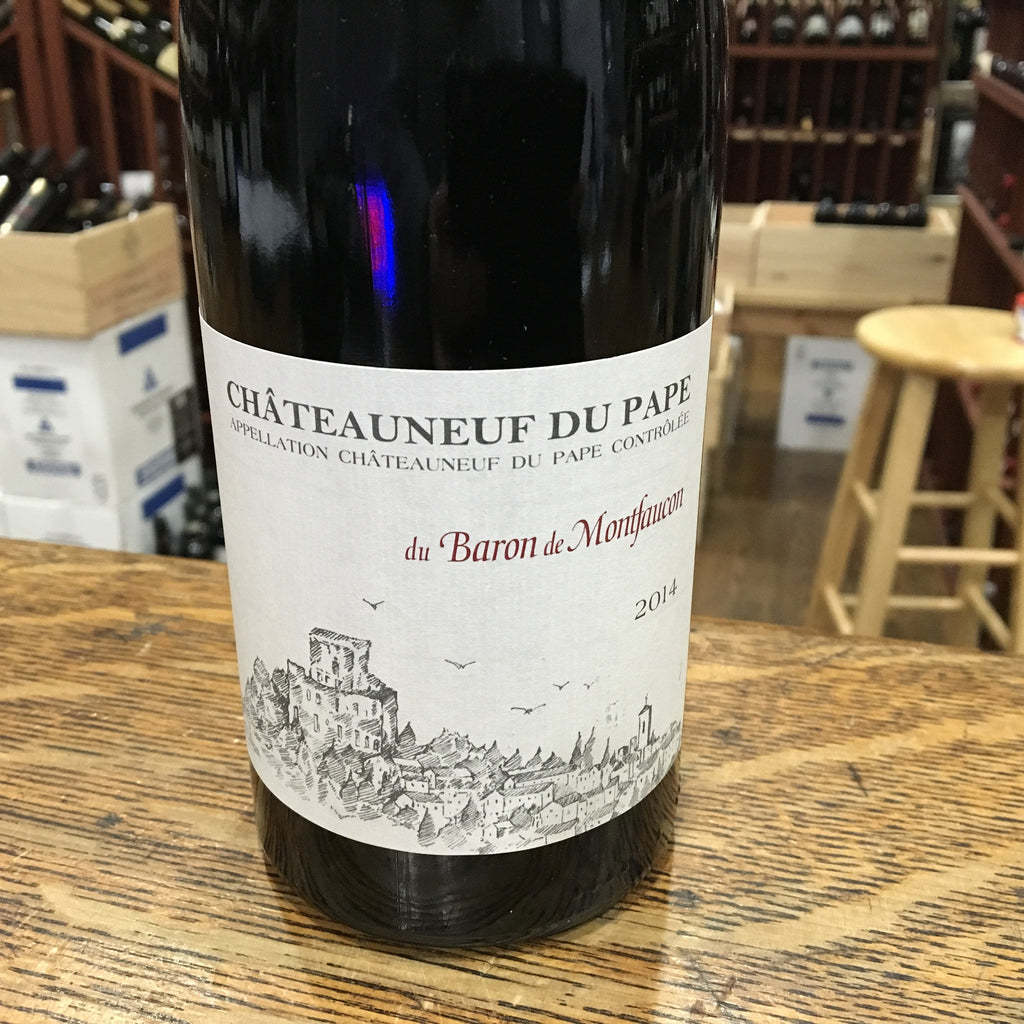 CHÂTEAUNEUF DU PAPE
APPELLATION CHÂTEAUNEUF DU PAPE CONTRÔLÉE
du Baron de Montfaucon
2014